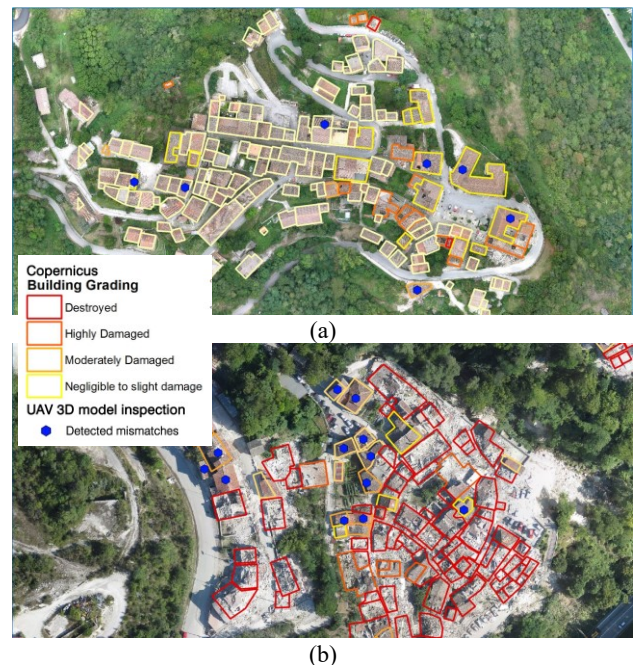 (a)
Copernicus
Building Grading
Destroyed
Highly Damaged
Moderately Damaged
Negligible to slight damage
UAV 3D model inspection
Detected mismatches
(b)